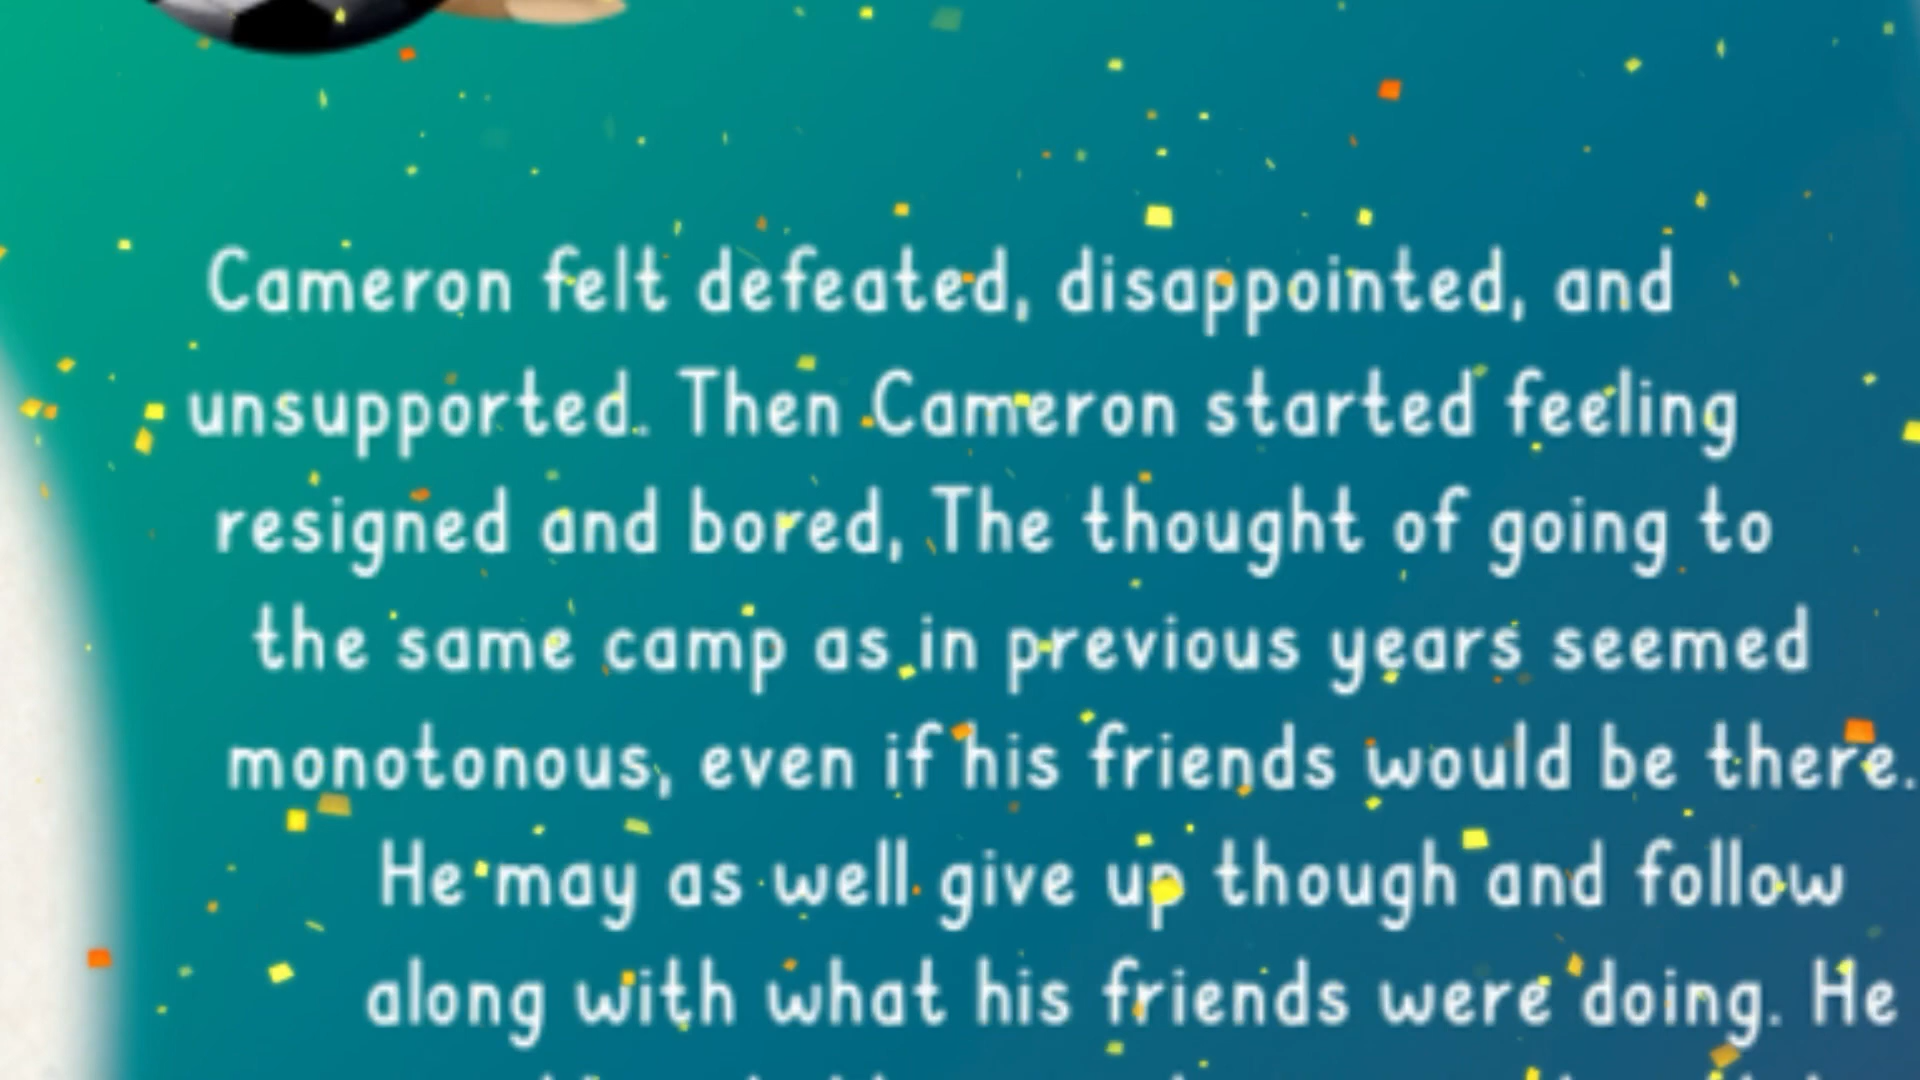 Cameron felt defeated, disappointed, and
unsupported. Then Cameron started feeling
resigned and bored, The thought of going to
the same camp as in previous years seemed
monotonous, even if his friends would be there.
He may as well give up though and follow
along with what his friends were doing. He